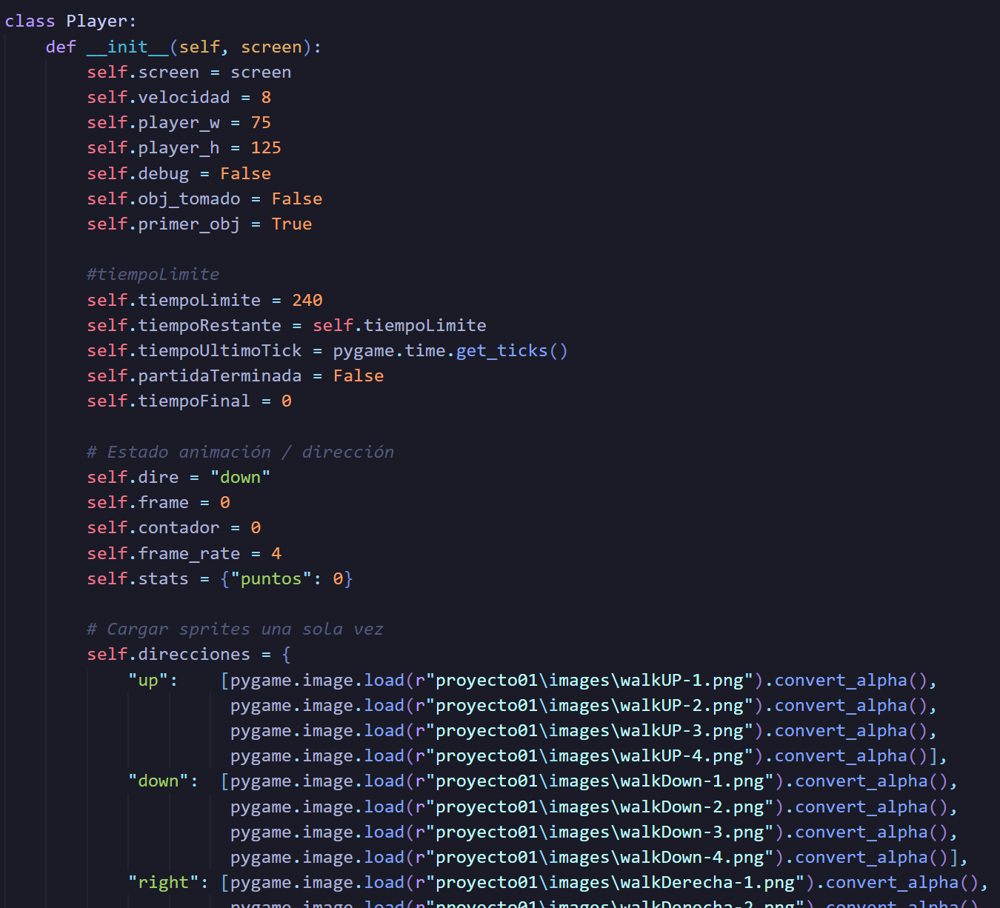 class Player:
    def __init__(self, screen):
        self.screen = screen
        self.velocidad = 8
        self.player_w = 75
        self.player_h = 125
        self.debug = False
        self.obj_tomado = False
        self.primer_obj = True

        #tiempoLimite
        self.tiempoLimite = 240
        self.tiempoRestante = self.tiempoLimite
        self.tiempoUltimoTick = pygame.time.get_ticks()
        self.partidaTerminada = False
        self.tiempoFinal = 0

        # Estado animación / dirección
        self.dire = "down"
        self.frame = 0
        self.contador = 0
        self.frame_rate = 4
        self.stats = {"puntos": 0}

        # Cargar sprites una sola vez
        self.direcciones = {
            "up":    [pygame.image.load(r"proyecto01\images\walkUP-1.png").convert_alpha(),
                      pygame.image.load(r"proyecto01\images\walkUP-2.png").convert_alpha(),
                      pygame.image.load(r"proyecto01\images\walkUP-3.png").convert_alpha(),
                      pygame.image.load(r"proyecto01\images\walkUP-4.png").convert_alpha()],
            "down":  [pygame.image.load(r"proyecto01\images\walkDown-1.png").convert_alpha(),
                      pygame.image.load(r"proyecto01\images\walkDown-2.png").convert_alpha(),
                      pygame.image.load(r"proyecto01\images\walkDown-3.png").convert_alpha(),
                      pygame.image.load(r"proyecto01\images\walkDown-4.png").convert_alpha()],
            "right": [pygame.image.load(r"proyecto01\images\walkDerecha-1.png").convert_alpha(),
                      pygame.image.load(r"proyecto01\images\walkDerecha-2.png").convert_alpha()